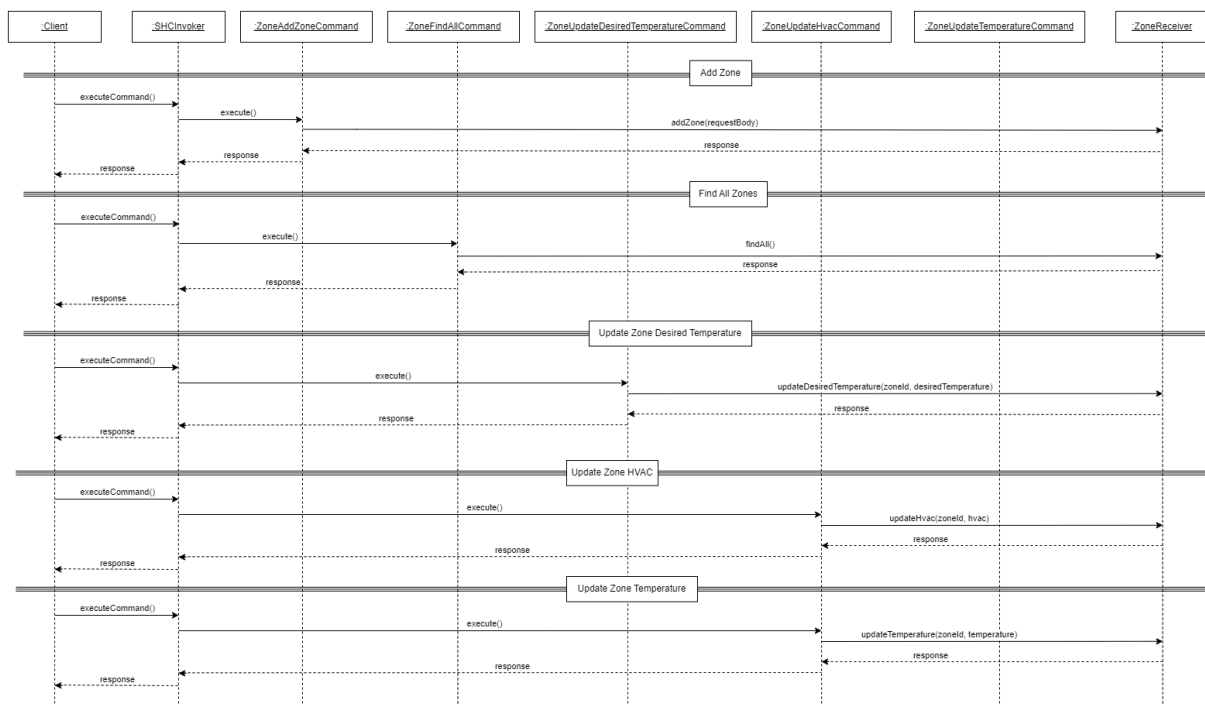 :Client
:SHCInvoker
:ZoneAddZoneCommand
:ZoneFindAllCommand
:ZoneUpdateDesiredTemperatureCommand
:ZoneUpdateHvacCommand
:ZoneUpdateTemperatureCommand
:ZoneReceiver
Add Zone
executeCommand()
execute()
addZone(requestBody)
response
response
response
Find All Zones
executeCommand()
execute()
findAll()
response
response
response
Update Zone Desired Temperature
executeCommand()
execute()
updateDesiredTemperature(zoneId, desiredTemperature)
response
response
response
Update Zone HVAC
executeCommand()
execute()
updateHvac(zoneId, hvac)
response
response
response
Update Zone Temperature
executeCommand()
execute()
updateTemperature(zoneId, temperature)
response
response
response